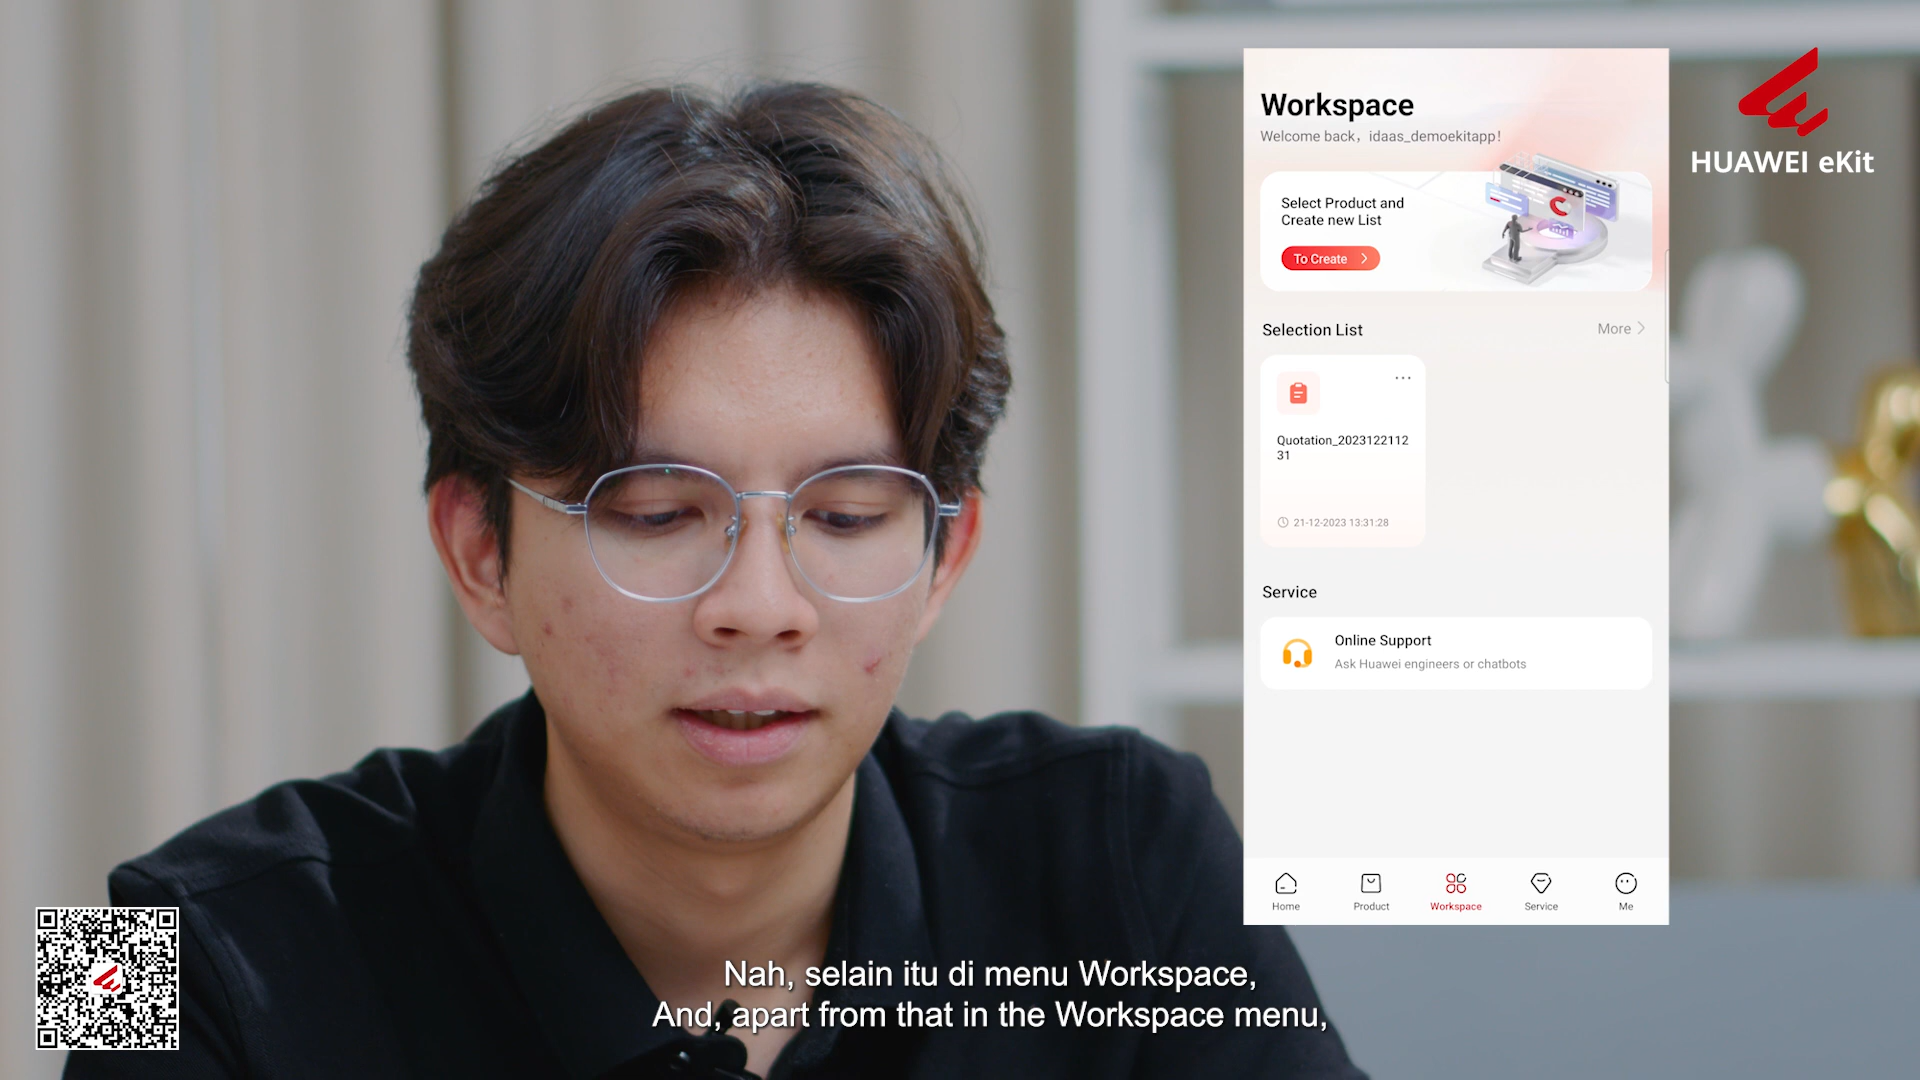 Workspace
Welcome back，idaas_demoekitapp!
Select Product and
Create new List
To Create
Selection List
More
Quotation_2023122112
31
21-12-2023 13:31:28
Service
Online Support
Ask Huawei engineers or chatbots
Home
Product
Workspace
Service
Me
HUAWEI eKit
Nah, selain itu di menu Workspace,
And, apart from that in the Workspace menu,